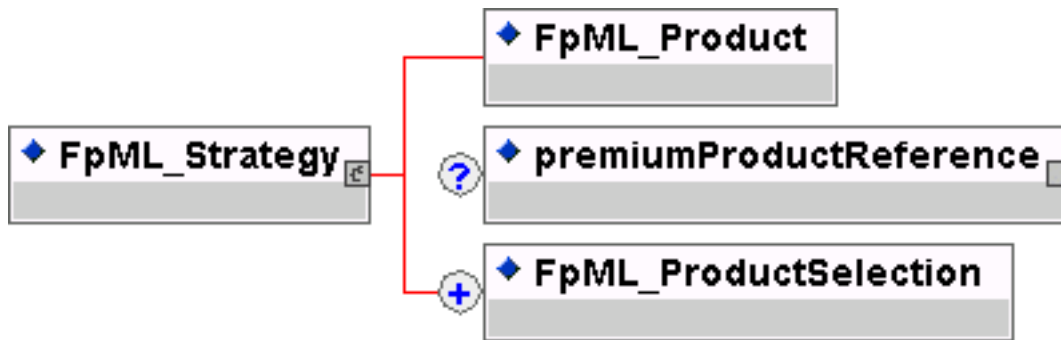 FpML_Product
FpML_Strategy
?
premiumProductReference
+
FpML_ProductSelection